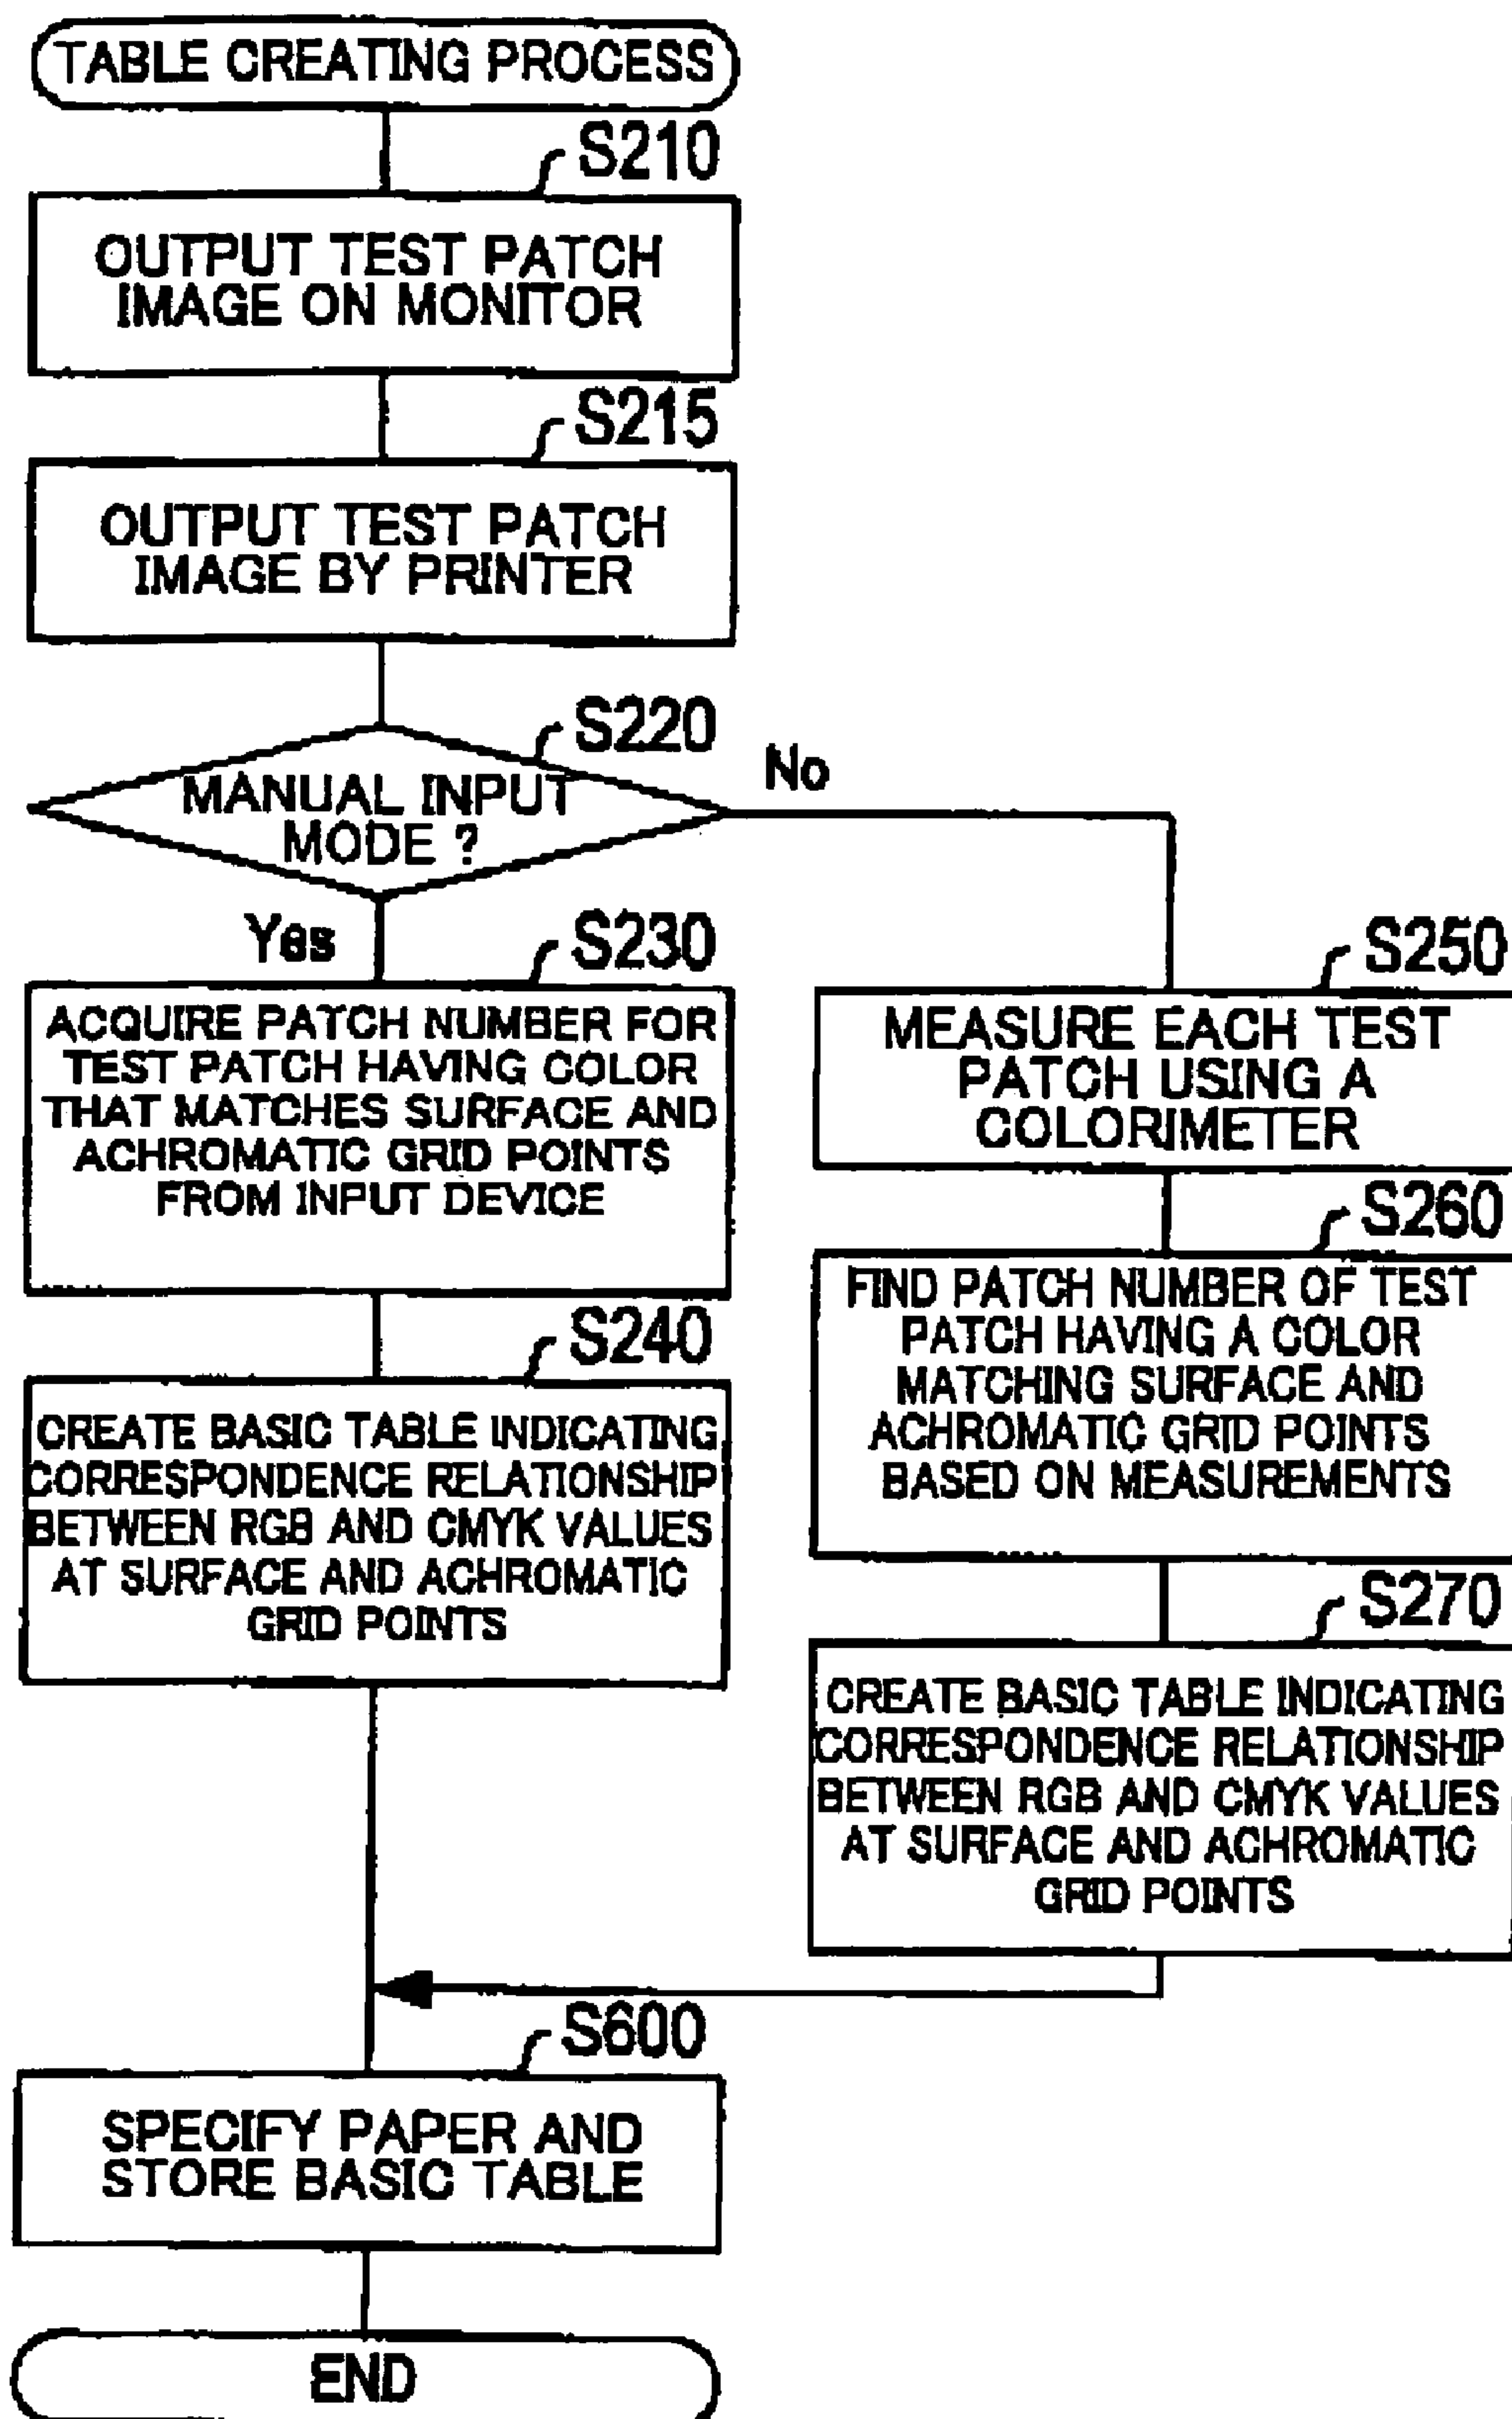 TABLE CREATING PROCESS
S210
OUTPUT TEST PATCH
IMAGE ON MONITOR
S215
OUTPUT TEST PATCH
IMAGE BY PRINTER
S220
MANUAL INPUT
MODE ?
No
Yes
S230
ACQUIRE PATCH NUMBER FOR
TEST PATCH HAVING COLOR
THAT MATCHES SURFACE AND
ACHROMATIC GRID POINTS
FROM INPUT DEVICE
S240
CREATE BASIC TABLE INDICATING
CORRESPONDENCE RELATIONSHIP
BETWEEN RGB AND CMYK VALUES
AT SURFACE AND ACHROMATIC
GRID POINTS
S250
MEASURE EACH TEST
PATCH USING A
COLORIMETER
S260
FIND PATCH NUMBER OF TEST
PATCH HAVING A COLOR
MATCHING SURFACE AND
ACHROMATIC GRID POINTS
BASED ON MEASUREMENTS
S270
CREATE BASIC TABLE INDICATING
CORRESPONDENCE RELATIONSHIP
BETWEEN RGB AND CMYK VALUES
AT SURFACE AND ACHROMATIC
GRID POINTS
S600
SPECIFY PAPER AND
STORE BASIC TABLE
END